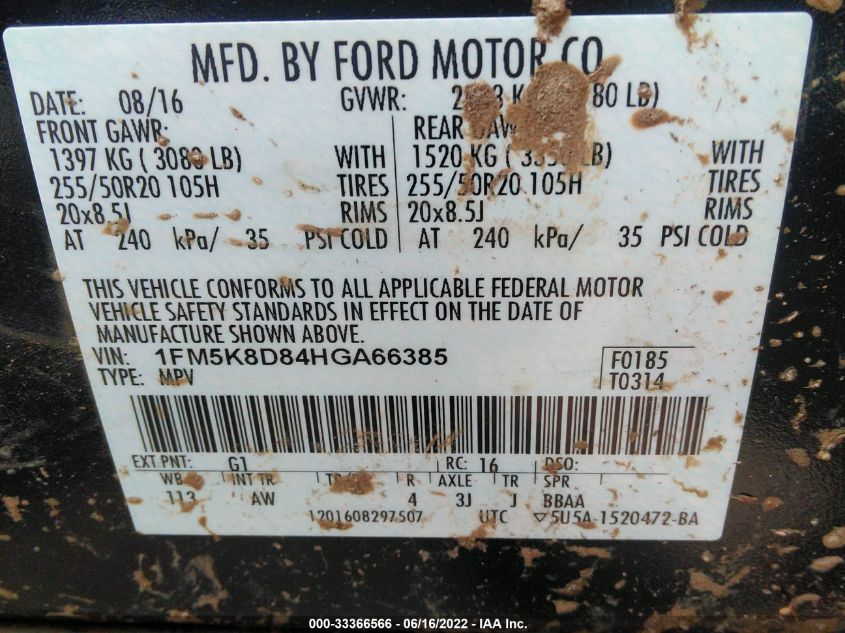 MFD. BY FORD MOTOR CO.
DATE: 08/16 GVWR: 80 LB)
FRONT GAWR: REAR GAWR
1397 KG ( 3080 LB) WITH 1520 KG ( LB) WITH
255/50R20 105H TIRES 255/50R20 105H TIRES
20x8.5J RIMS 20x8.5J RIMS
AT 240 kPa/ 35 PSI COLD AT 240 kPa/ 35 PSI COLD
THIS VEHICLE CONFORMS TO ALL APPLICABLE FEDERAL MOTOR
VEHICLE SAFETY STANDARDS IN EFFECT ON THE DATE OF
MANUFACTURE SHOWN ABOVE.
VIN: 1FM5K8D84HGA66385 F0185
TYPE: MPV T0314
EXT PNT: G1 RC: 16 DSO:
WB INT TR R AXLE TR SPR
113 AW 4 3J J BBAA
1201608297507 UTC ▽5U5A-1520472-BA
000-33366566 - 06/16/2022 - IAA Inc.